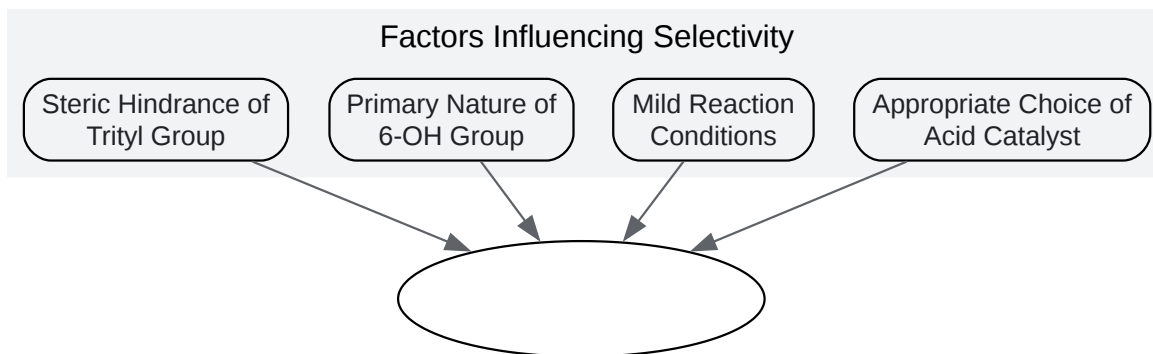 Factors Influencing Selectivity
Steric Hindrance of
Trityl Group
Primary Nature of
6-OH Group
Mild Reaction
Conditions
Appropriate Choice of
Acid Catalyst